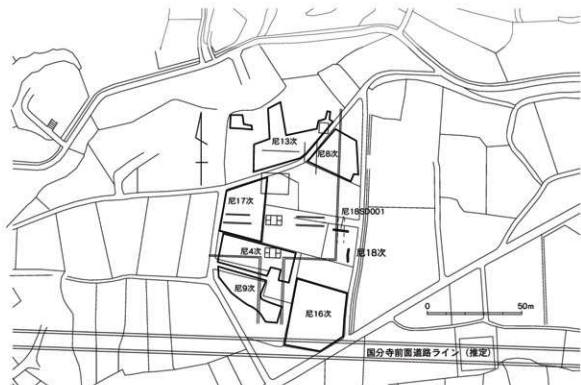 尼13次
尼8次
尼17次
尼18SD001
尼4次
尼18次
尼9次
尼16次
0 50m
国分寺前面道路ライン（推定）